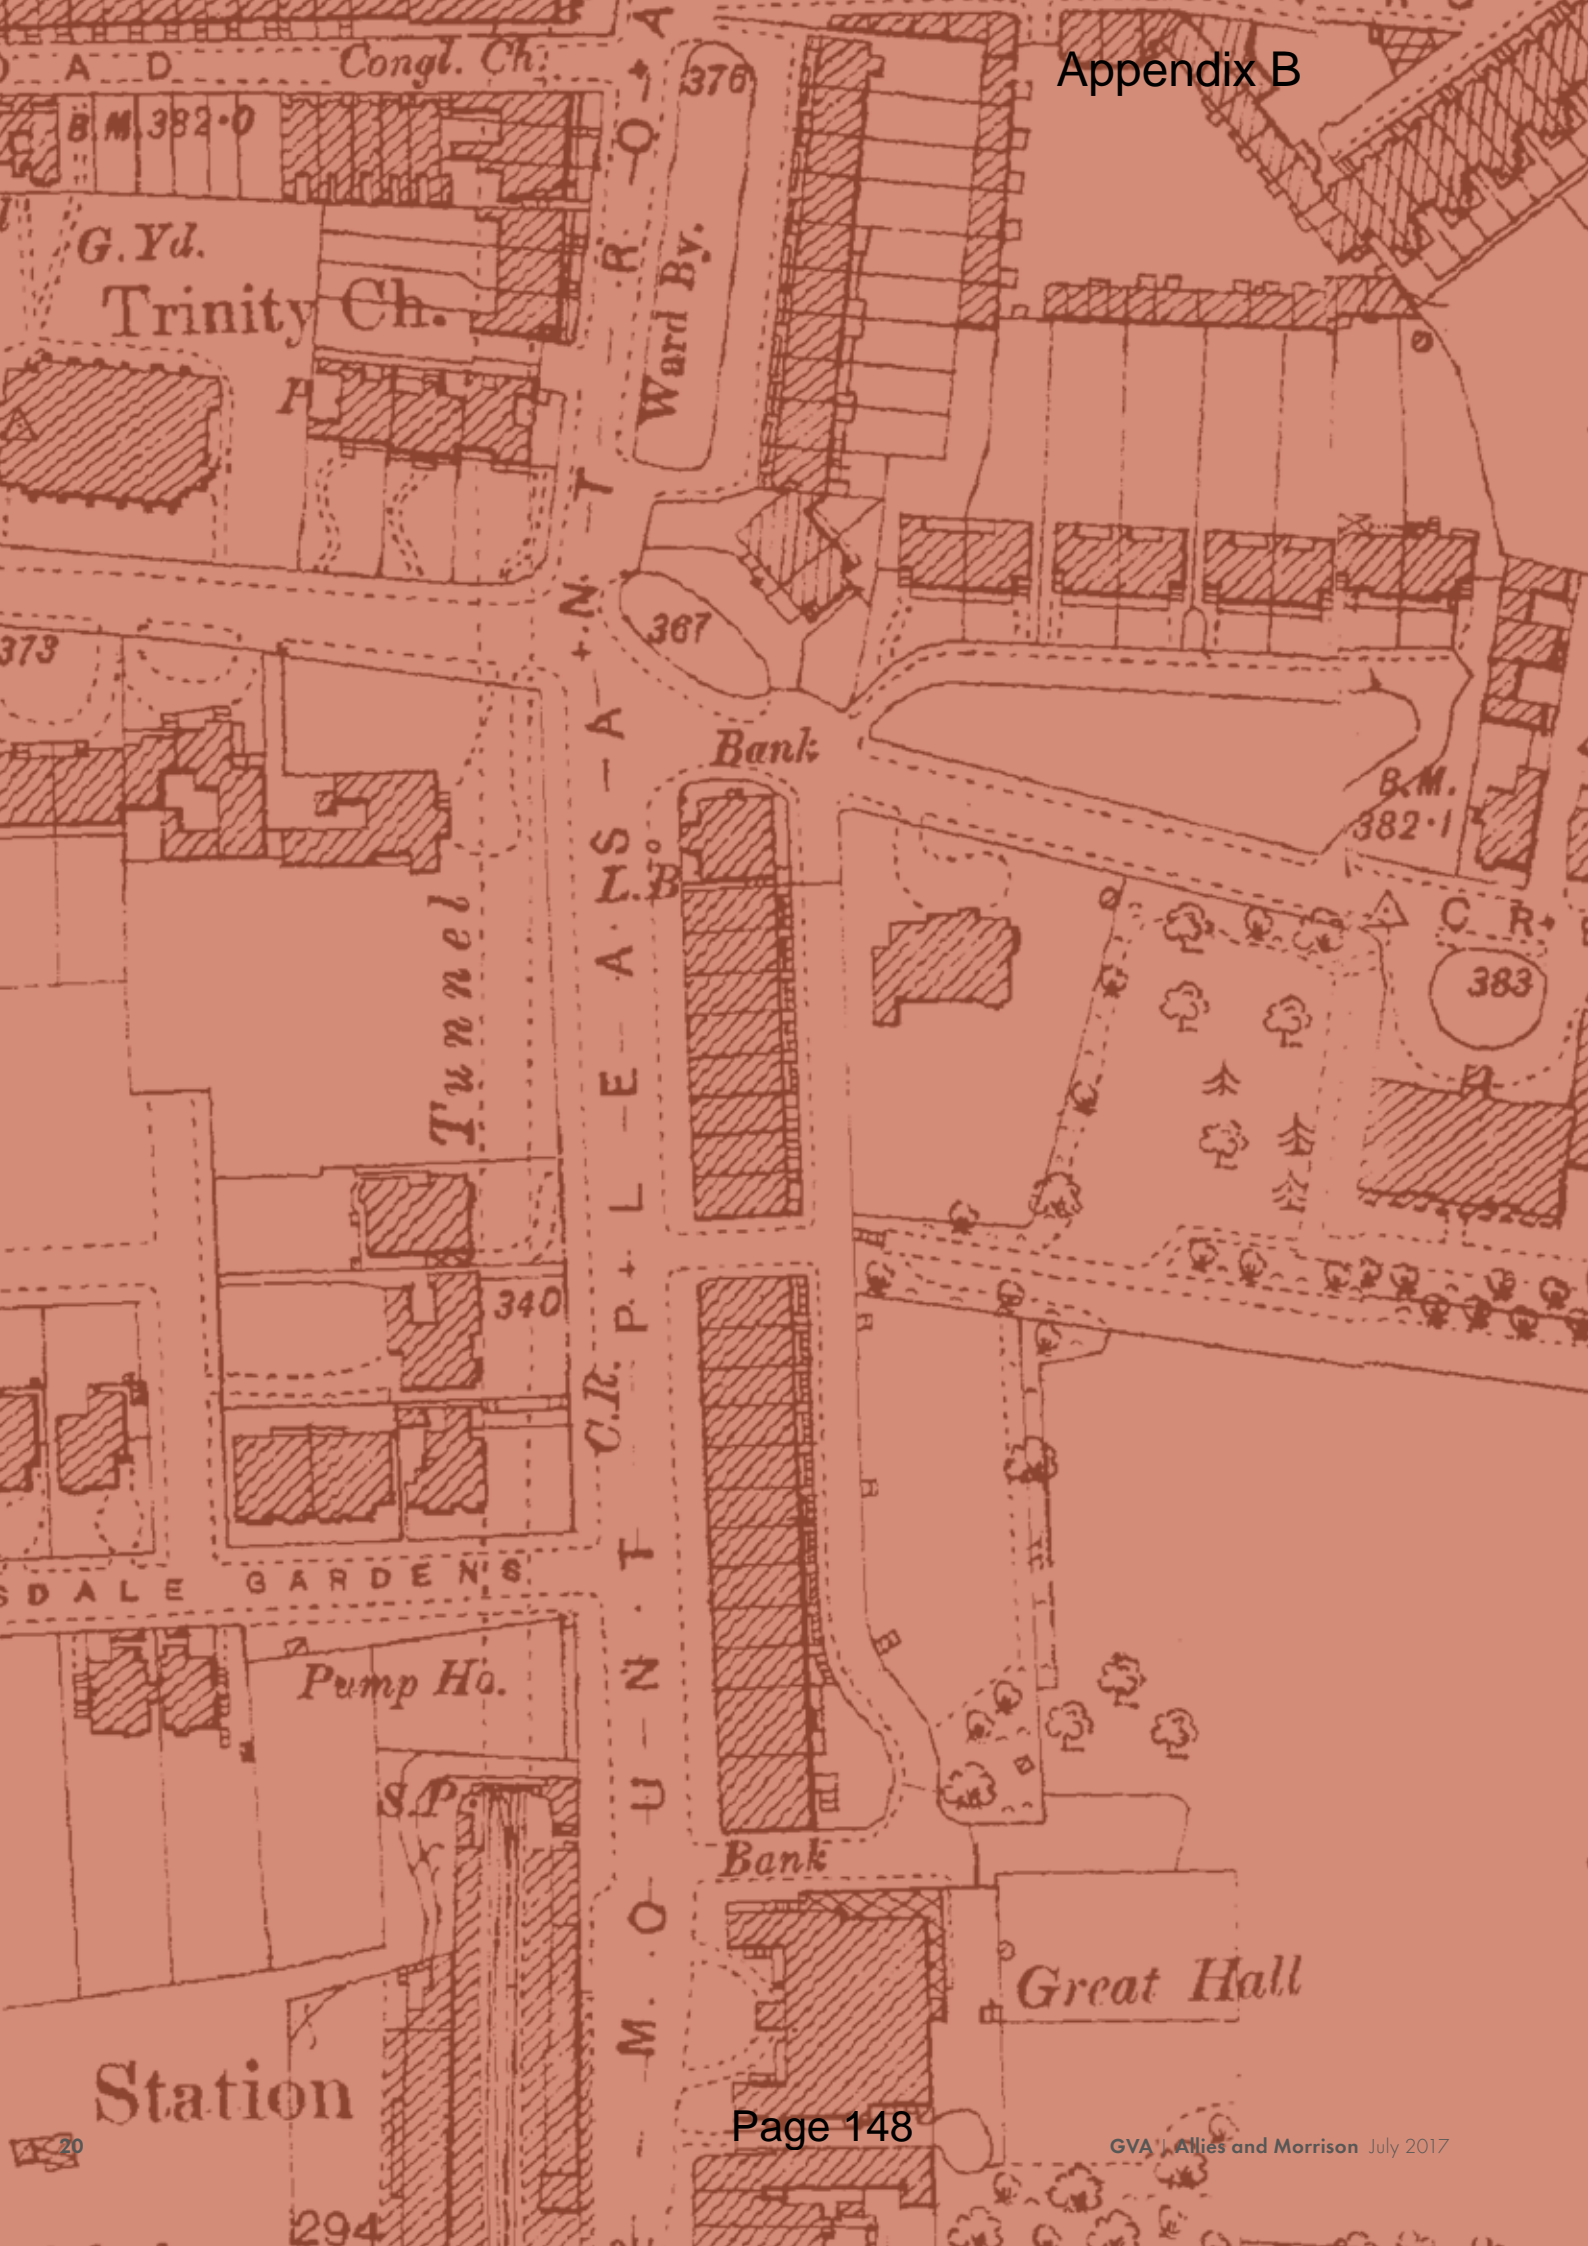 Appendix B
O A D
Congl. Ch.
376
B.M. 382·0
G. Yd.
Trinity Ch.
Ward By.
367
373
Bank
B.M.
382·1
L.B
C R
383
Tunnel
MOUNT PLEASANT ROA
340
C.R.
SDALE GARDENS
Pump Ho.
S.P.
Bank
Great Hall
Station
294
Page 148
20
GVA | Allies and Morrison July 2017